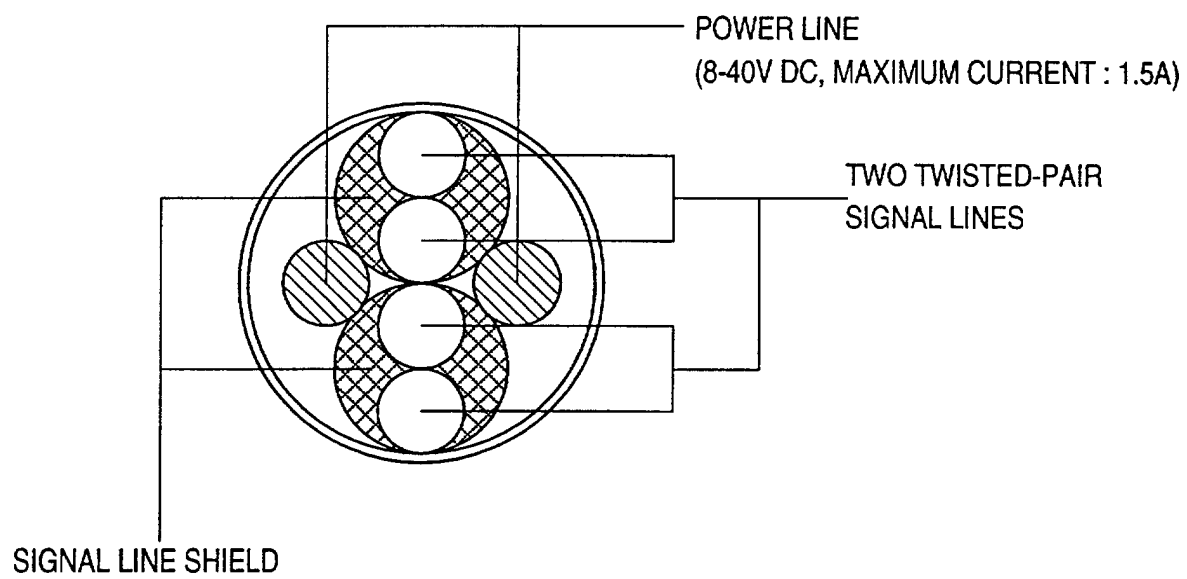 POWER LINE
(8-40V DC, MAXIMUM CURRENT : 1.5A)
TWO TWISTED-PAIR
SIGNAL LINES
SIGNAL LINE SHIELD